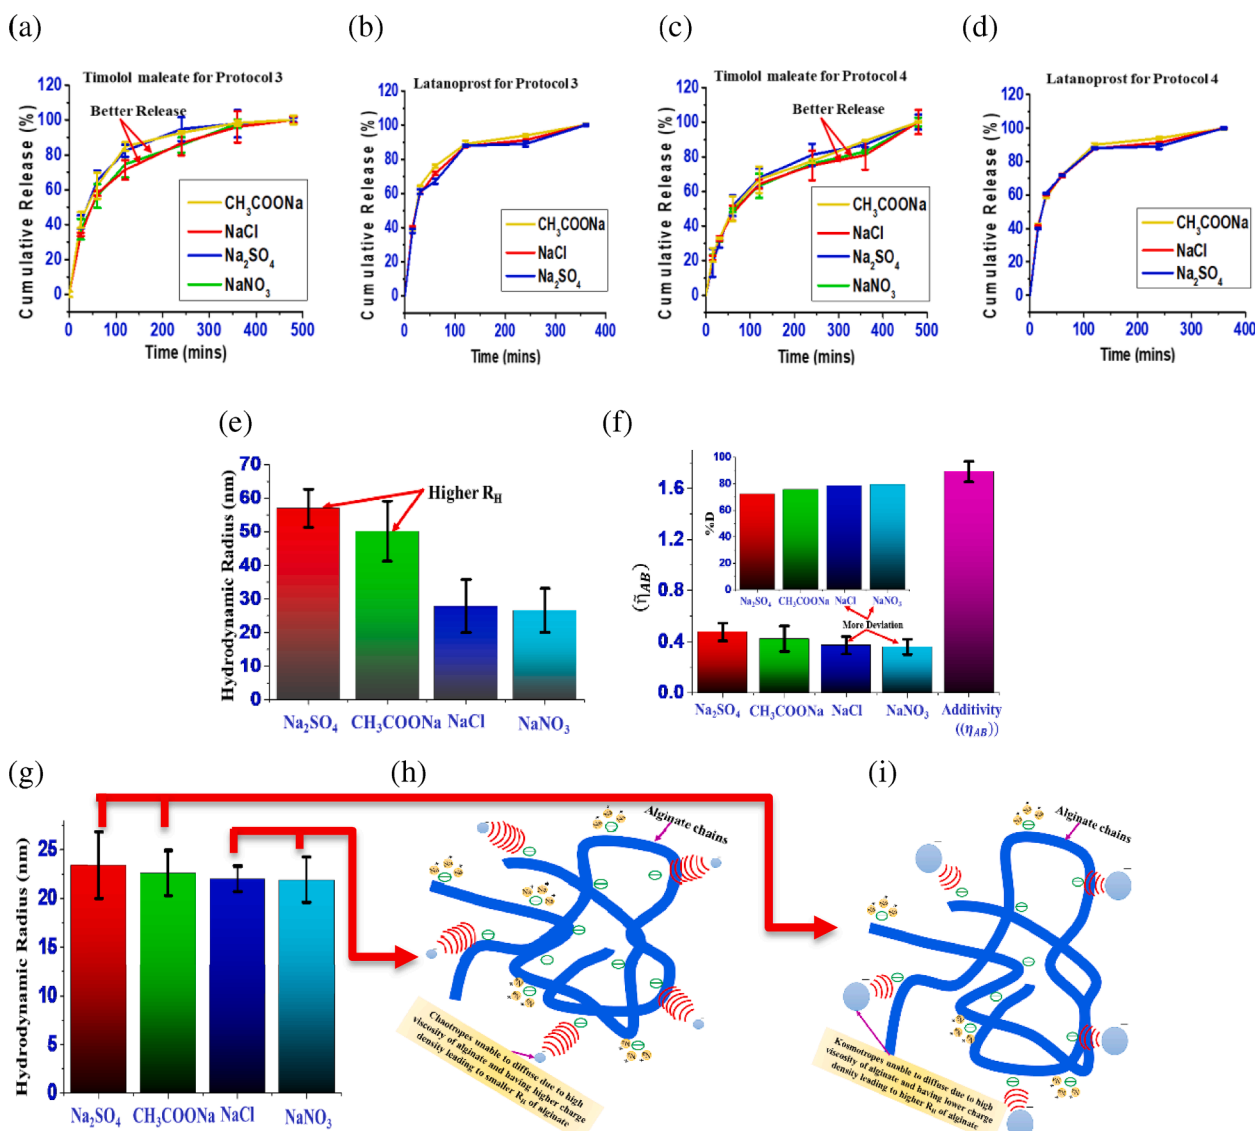 (a)
(b)
(c)
(d)
Timolol maleate for Protocol 3
Better Release
Cumulative Release (%)
0
20
40
60
80
100
120
0 100 200 300 400 500
Time (mins)
CH₃COONa
NaCl
Na₂SO₄
NaNO₃
Latanoprost for Protocol 3
Cumulative Release (%)
0
20
40
60
80
100
120
0 100 200 300 400
Time (mins)
CH₃COONa
NaCl
Na₂SO₄
Timolol maleate for Protocol 4
Better Release
Cumulative Release (%)
0
20
40
60
80
100
120
0 100 200 300 400 500
Time (mins)
CH₃COONa
NaCl
Na₂SO₄
NaNO₃
Latanoprost for Protocol 4
Cumulative Release (%)
0
20
40
60
80
100
120
0 100 200 300 400
Time (mins)
CH₃COONa
NaCl
Na₂SO₄
(e)
(f)
Hydrodynamic Radius (nm)
70
60
50
40
30
20
10
0
Higher R_H
Na₂SO₄ CH₃COONa NaCl NaNO₃
(η̄_AB)
1.6
1.2
0.8
0.4
0.0
%D
100
80
60
40
20
0
Na₂SO₄ CH₃COONa NaCl NaNO₃
More Deviation
Na₂SO₄ CH₃COONa NaCl NaNO₃ Additivity
((η_AB))
(g)
(h)
(i)
Hydrodynamic Radius (nm)
25
20
15
10
5
0
Na₂SO₄ CH₃COONa NaCl NaNO₃
Alginate chains
Chaotropes unable to diffuse due to high
viscosity of alginate and having higher charge
density leading to smaller R_H of alginate
Alginate chains
Kosmotropes unable to diffuse due to high
viscosity of alginate and having lower charge
density leading to higher R_H of alginate